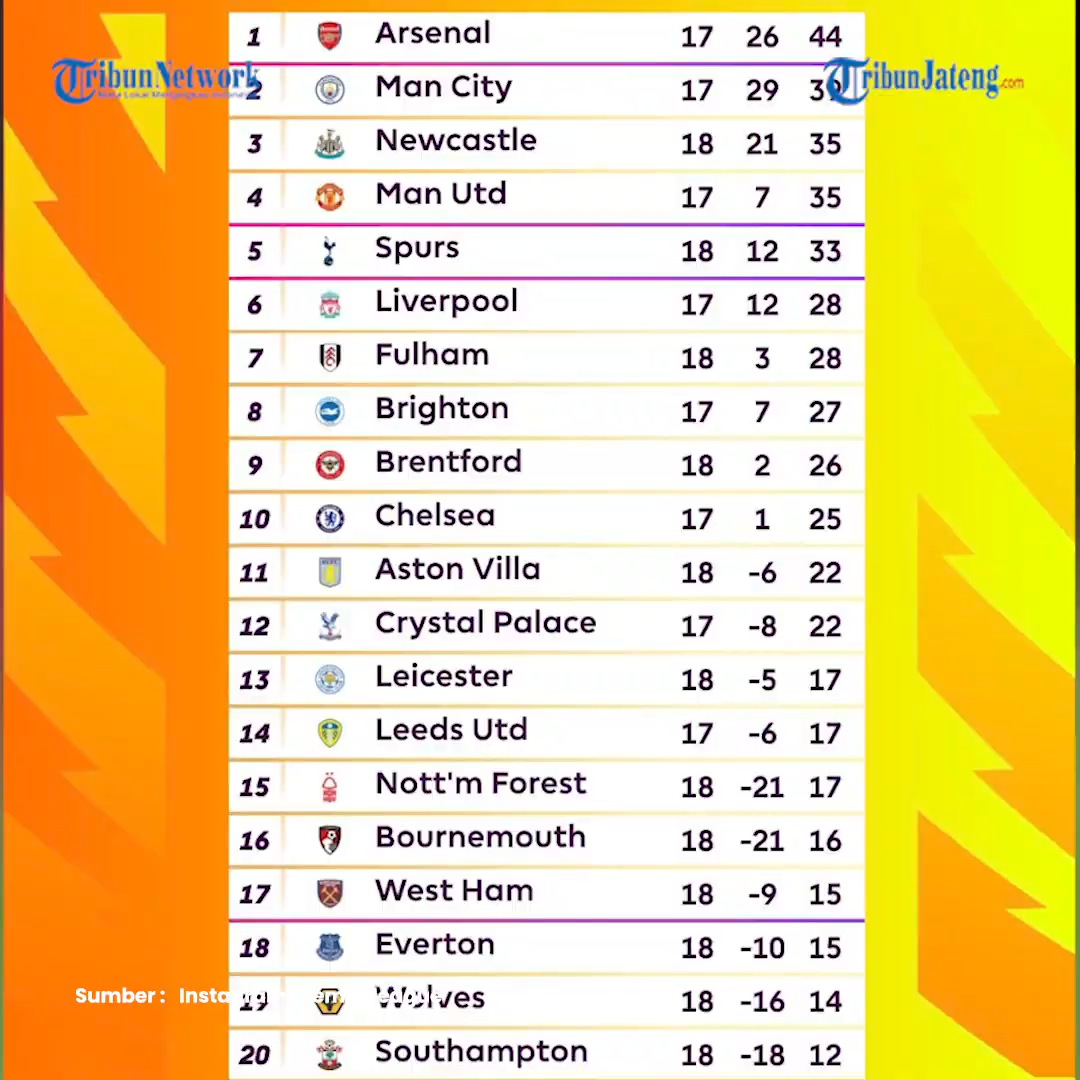 1 Arsenal 17 26 44
Tribun Network
TribunJateng.com
2 Man City 17 29 39
3 Newcastle 18 21 35
4 Man Utd 17 7 35
5 Spurs 18 12 33
6 Liverpool 17 12 28
7 Fulham 18 3 28
8 Brighton 17 7 27
9 Brentford 18 2 26
10 Chelsea 17 1 25
11 Aston Villa 18 -6 22
12 Crystal Palace 17 -8 22
13 Leicester 18 -5 17
14 Leeds Utd 17 -6 17
15 Nott'm Forest 18 -21 17
16 Bournemouth 18 -21 16
17 West Ham 18 -9 15
18 Everton 18 -10 15
Sumber :
19 Wolves 18 -16 14
20 Southampton 18 -18 12